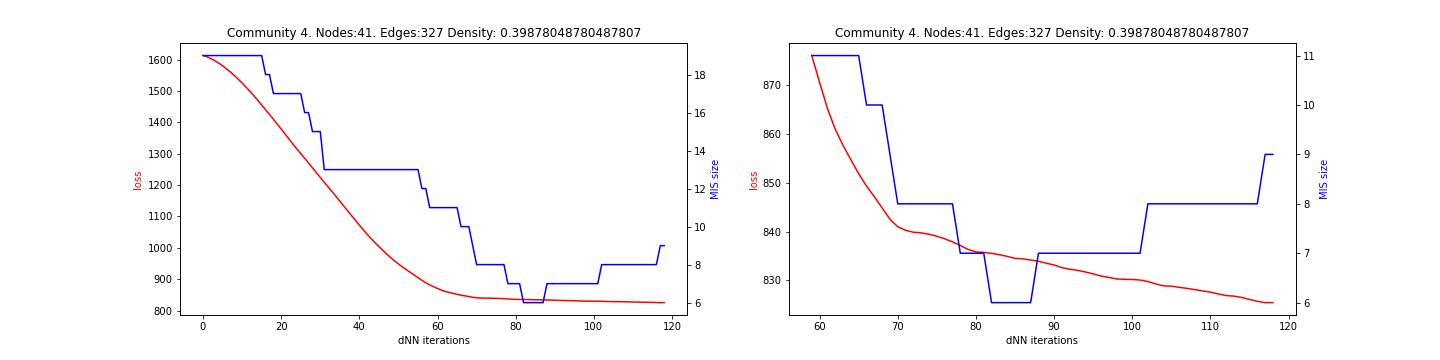 Community 4. Nodes:41. Edges:327 Density: 0.39878048780487807
1600
1500
1400
1300
1200
1100
1000
900
800
loss
18
16
14
12
10
8
6
MIS size
0 20 40 60 80 100 120
dNN iterations
Community 4. Nodes:41. Edges:327 Density: 0.39878048780487807
870
860
850
840
830
loss
11
10
9
8
7
6
MIS size
60 70 80 90 100 110 120
dNN iterations